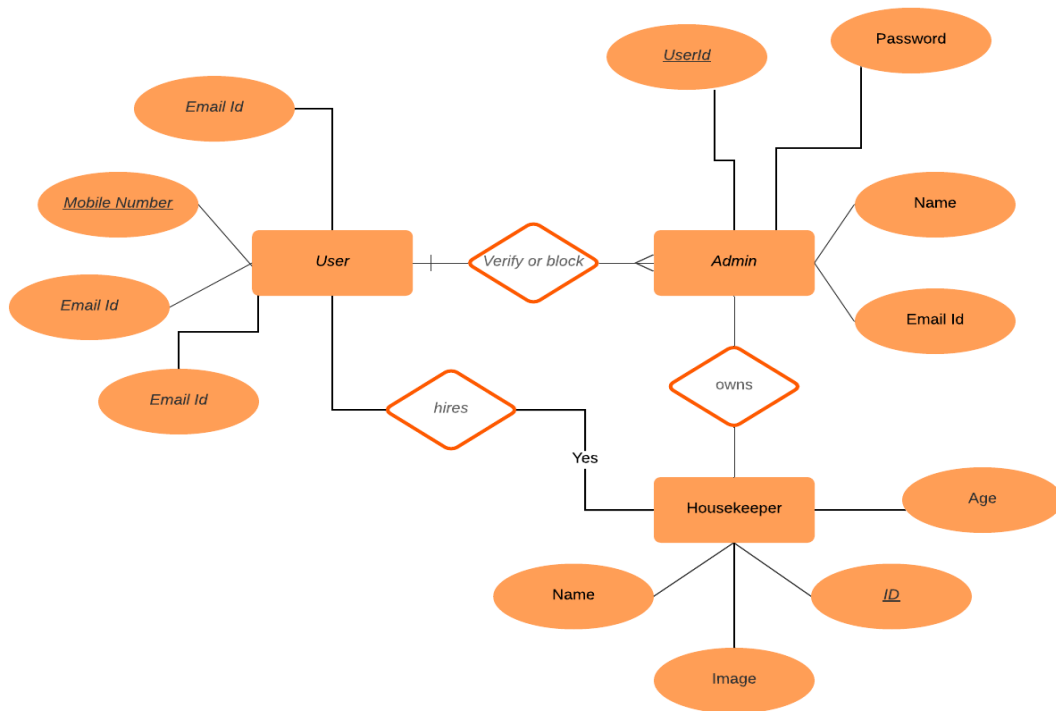 Password
UserId
Email Id
Mobile Number
Name
User
Verify or block
Admin
Email Id
Email Id
owns
Email Id
hires
Yes
Age
Housekeeper
Name
ID
Image